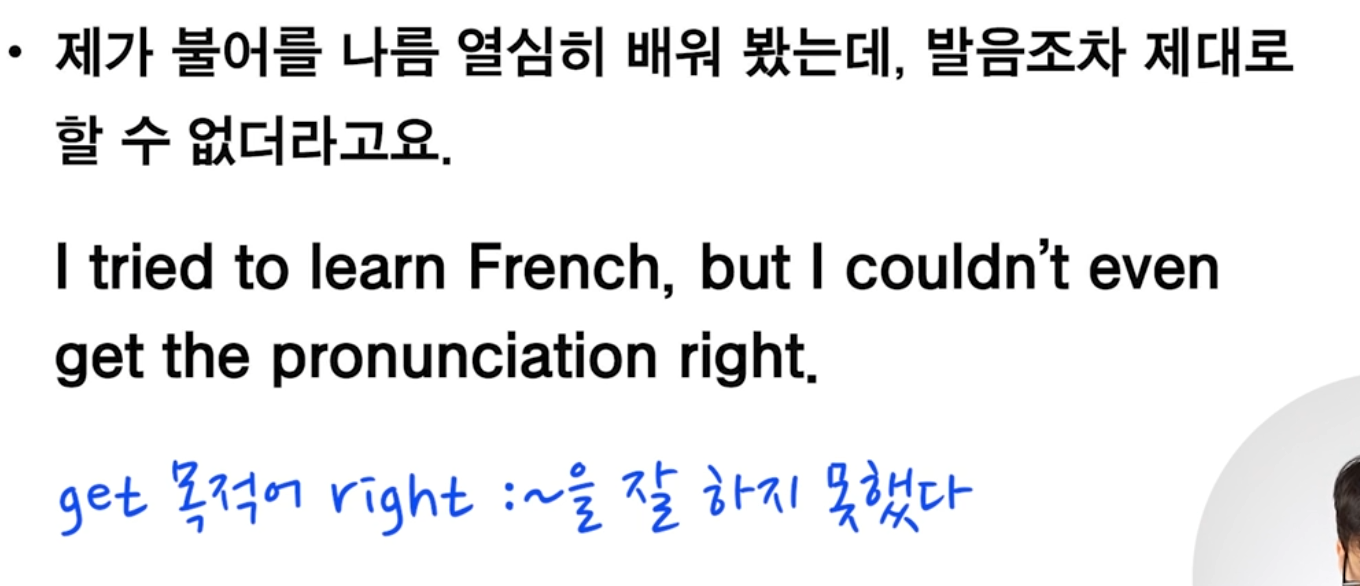 • 제가 불어를 나름 열심히 배워 봤는데, 발음조차 제대로
할 수 없더라고요.
I tried to learn French, but I couldn't even
get the pronunciation right.
get 목적어 right : ~을 잘 하지 못했다